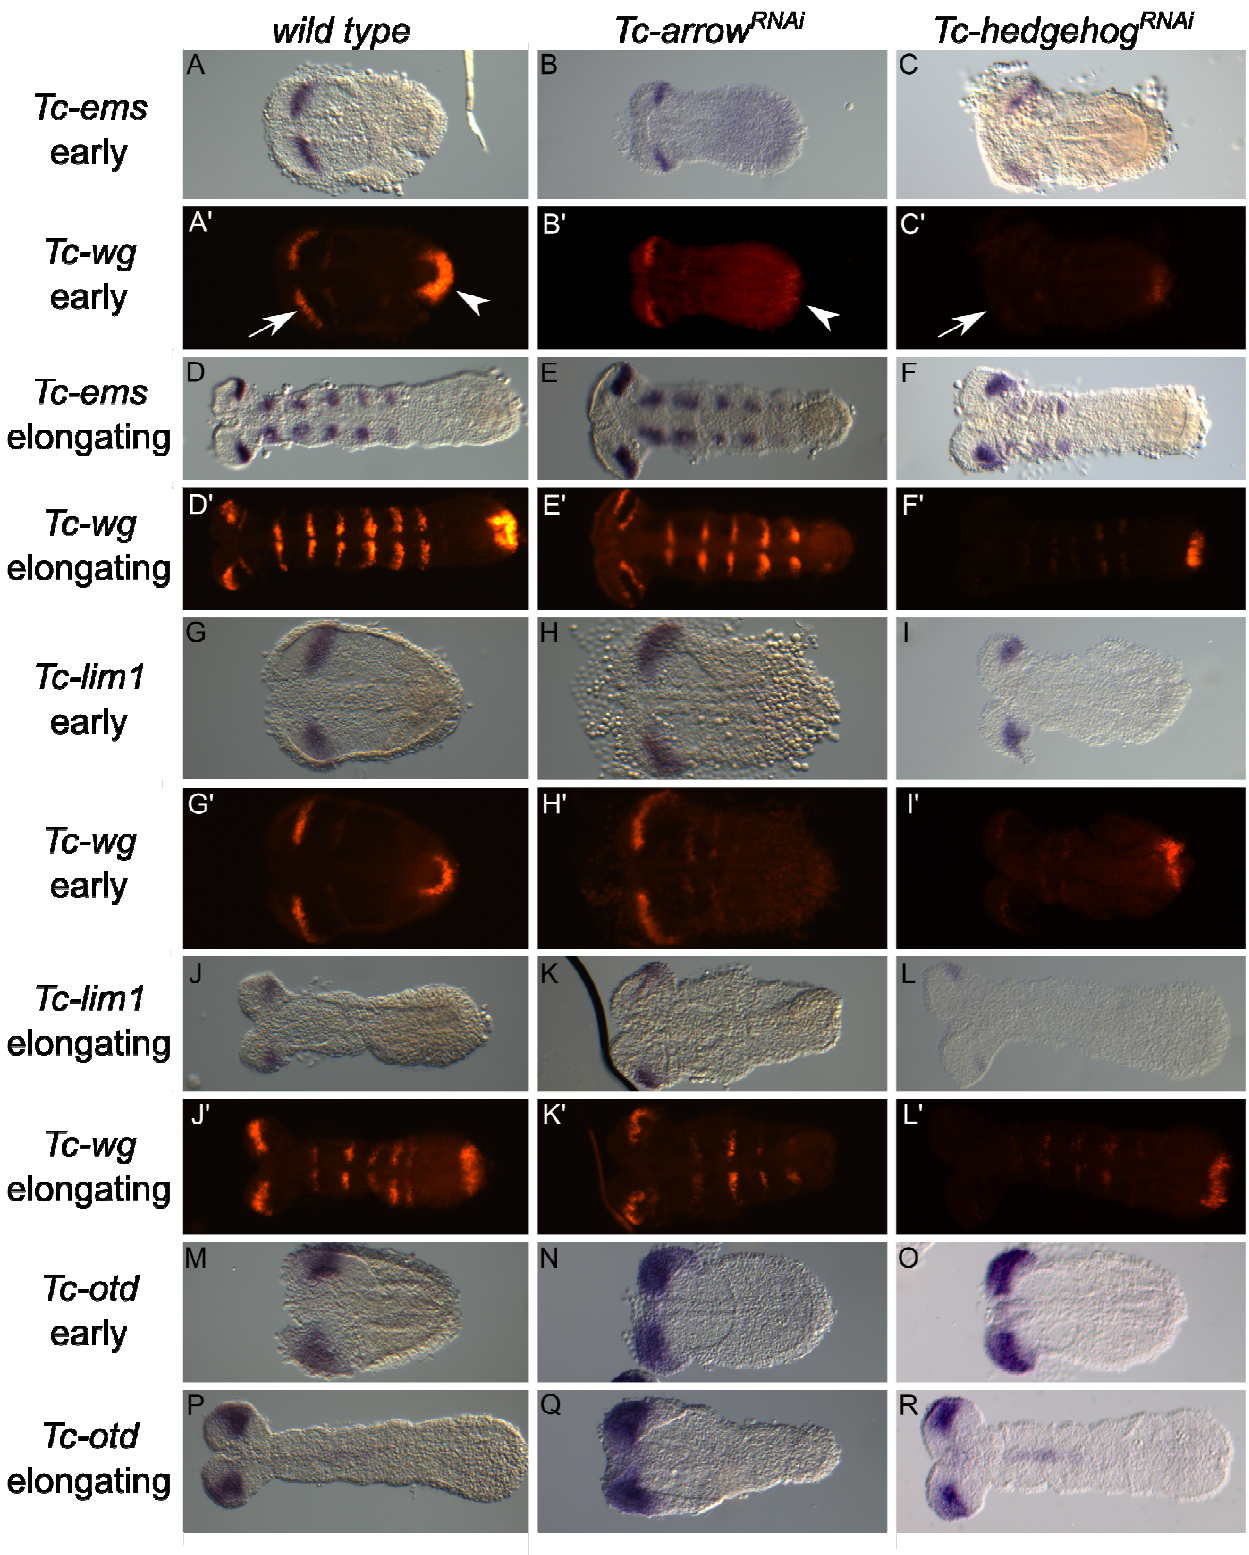 wild type
Tc-arrowRNAi
Tc-hedgehogRNAi
Tc-ems
early
A
B
C
Tc-wg
early
A'
B'
C'
Tc-ems
elongating
D
E
F
Tc-wg
elongating
D'
E'
F'
Tc-lim1
early
G
H
I
Tc-wg
early
G'
H'
I'
Tc-lim1
elongating
J
K
L
Tc-wg
elongating
J'
K'
L'
Tc-otd
early
M
N
O
Tc-otd
elongating
P
Q
R